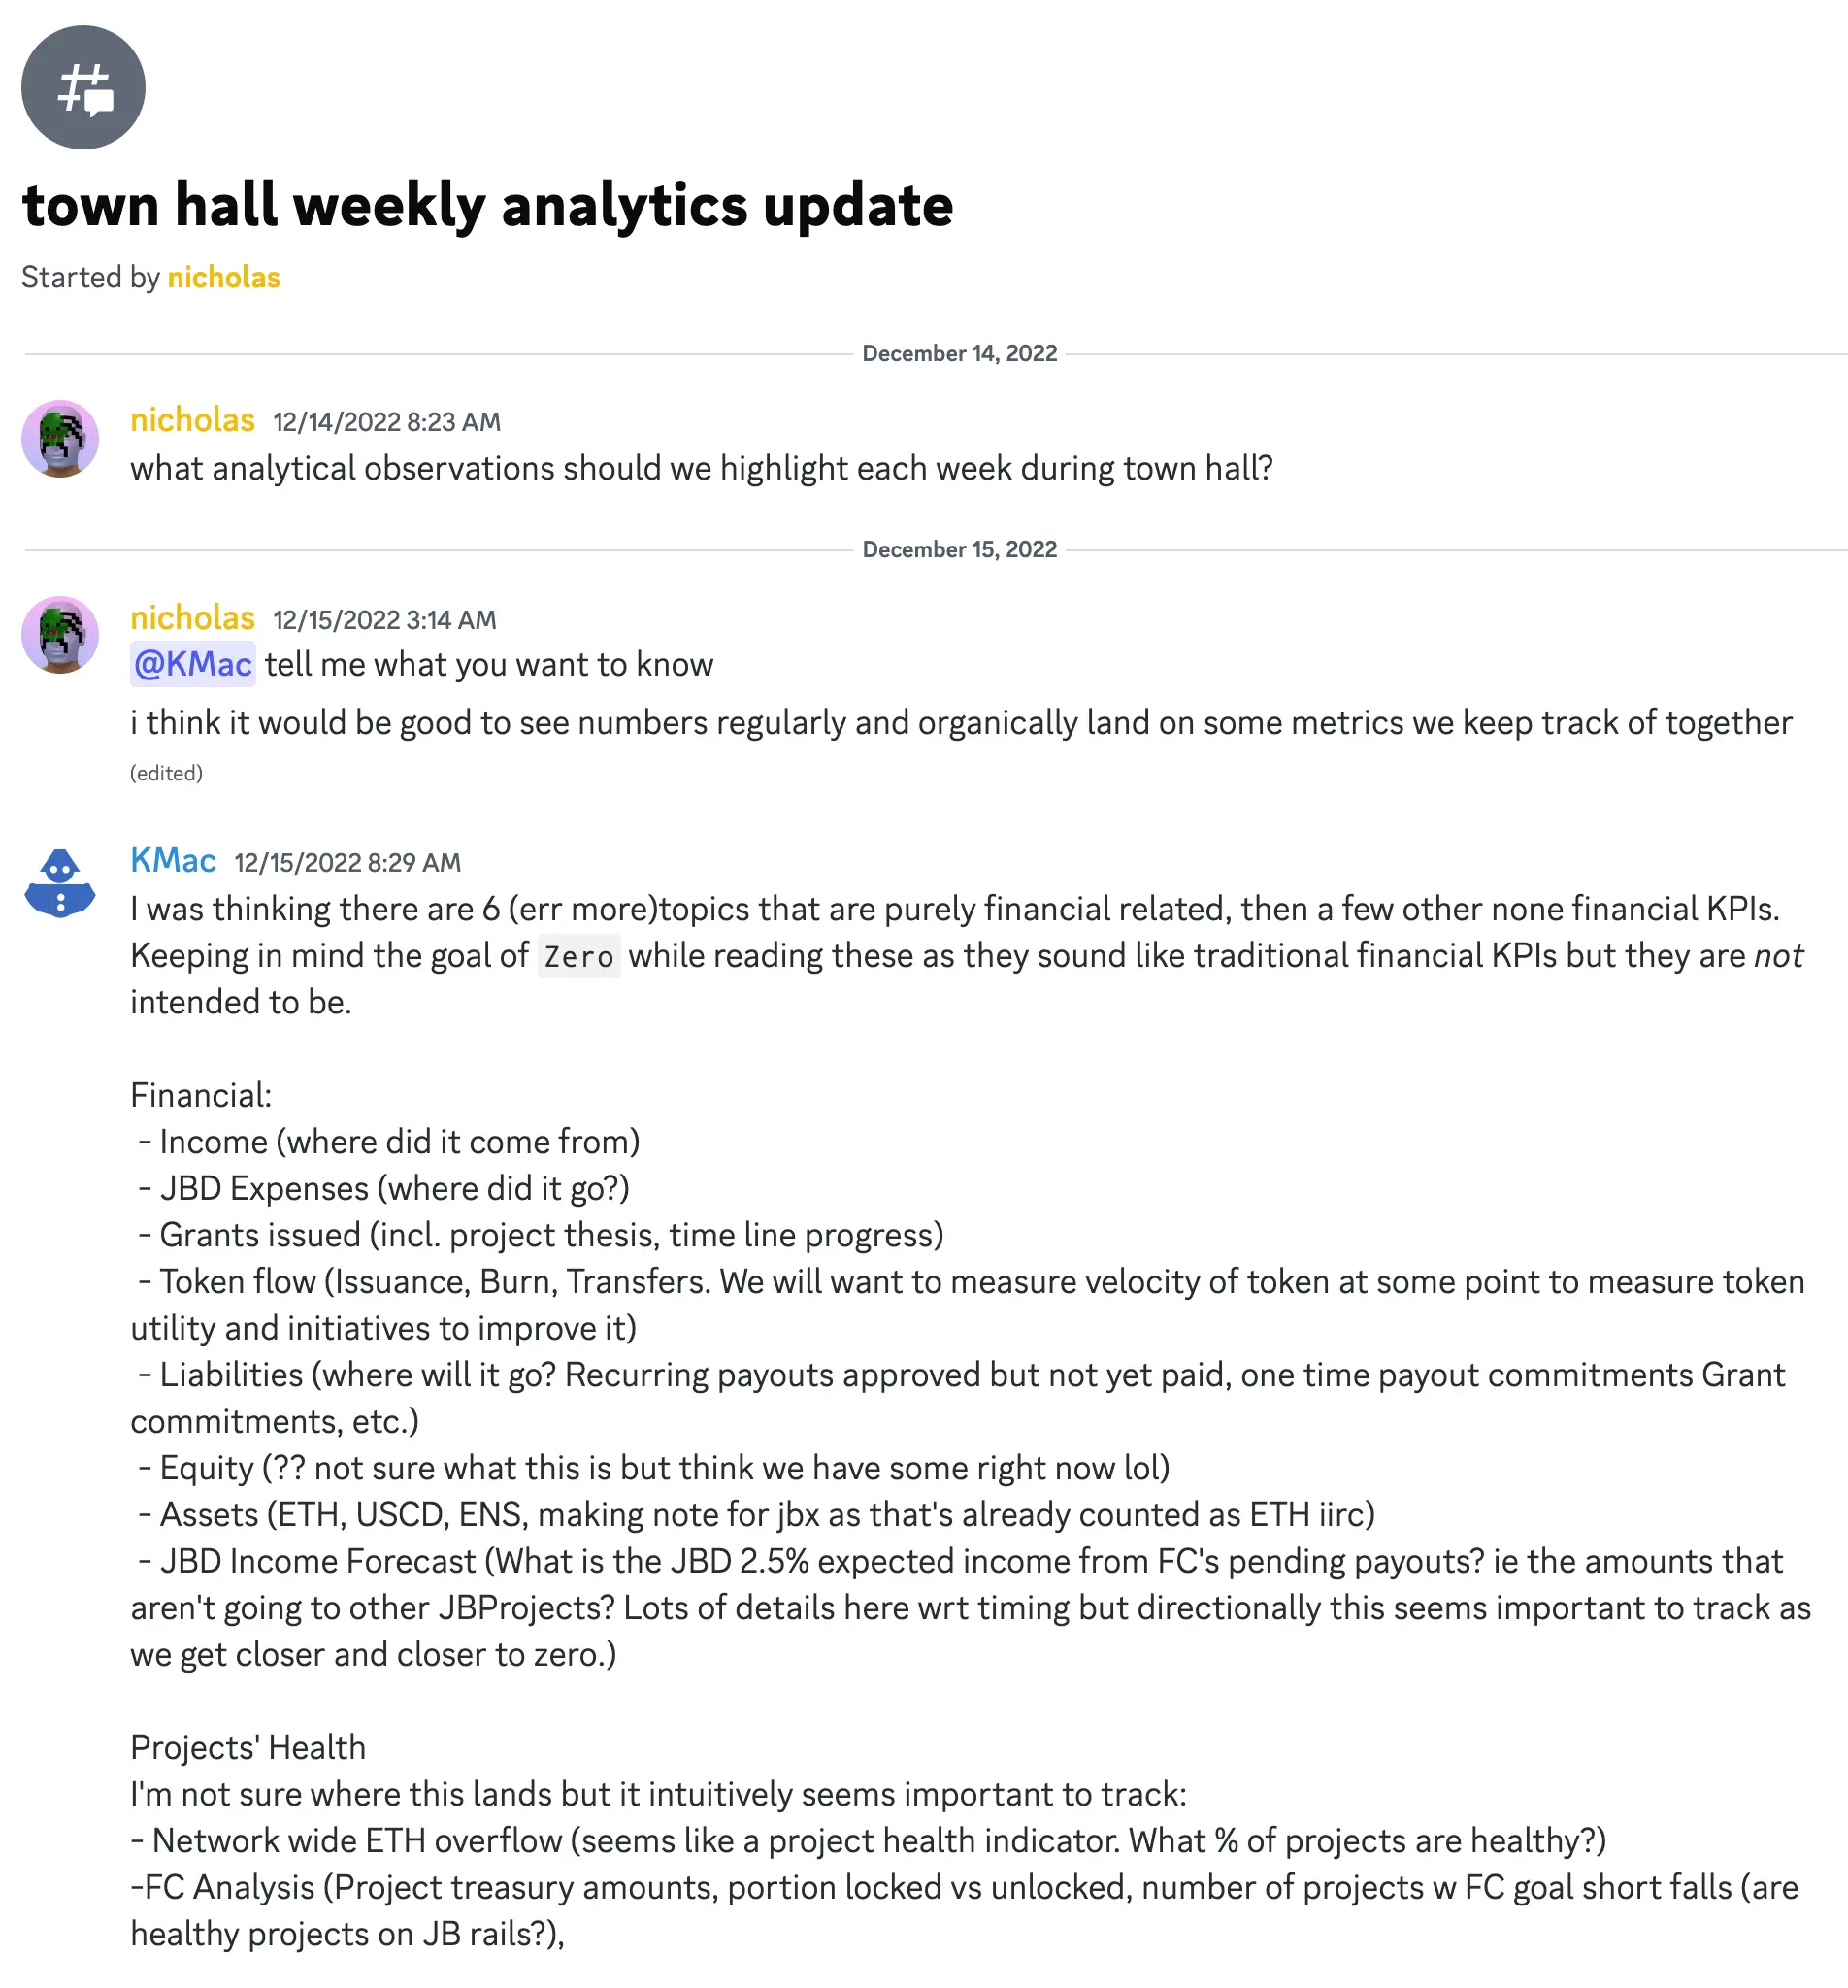 town hall weekly analytics update
Started by nicholas
December 14, 2022
nicholas 12/14/2022 8:23 AM
what analytical observations should we highlight each week during town hall?
December 15, 2022
nicholas 12/15/2022 3:14 AM
@KMac tell me what you want to know
i think it would be good to see numbers regularly and organically land on some metrics we keep track of together
(edited)
KMac 12/15/2022 8:29 AM
I was thinking there are 6 (err more)topics that are purely financial related, then a few other none financial KPIs.
Keeping in mind the goal of Zero while reading these as they sound like traditional financial KPIs but they are not
intended to be.
Financial:
- Income (where did it come from)
- JBD Expenses (where did it go?)
- Grants issued (incl. project thesis, time line progress)
- Token flow (Issuance, Burn, Transfers. We will want to measure velocity of token at some point to measure token
utility and initiatives to improve it)
- Liabilities (where will it go? Recurring payouts approved but not yet paid, one time payout commitments Grant
commitments, etc.)
- Equity (?? not sure what this is but think we have some right now lol)
- Assets (ETH, USCD, ENS, making note for jbx as that's already counted as ETH iirc)
- JBD Income Forecast (What is the JBD 2.5% expected income from FC's pending payouts? ie the amounts that
aren't going to other JBProjects? Lots of details here wrt timing but directionally this seems important to track as
we get closer and closer to zero.)
Projects' Health
I'm not sure where this lands but it intuitively seems important to track:
- Network wide ETH overflow (seems like a project health indicator. What % of projects are healthy?)
-FC Analysis (Project treasury amounts, portion locked vs unlocked, number of projects w FC goal short falls (are
healthy projects on JB rails?),